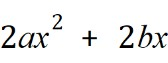 2ax² + 2bx